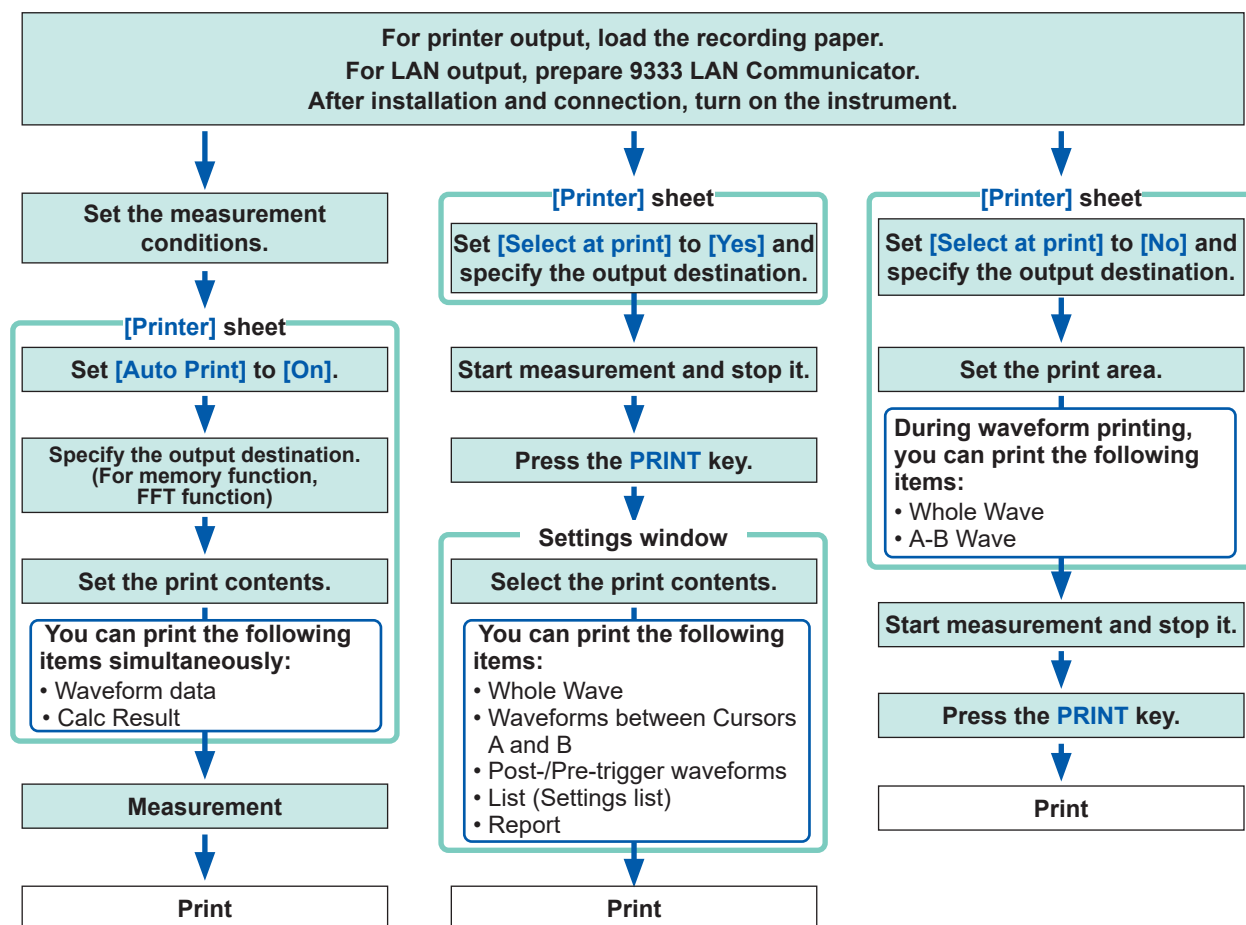 For printer output, load the recording paper.
For LAN output, prepare 9333 LAN Communicator.
After installation and connection, turn on the instrument.
Set the measurement
conditions.
[Printer] sheet
Set [Auto Print] to [On].
Specify the output destination.
(For memory function,
FFT function)
Set the print contents.
You can print the following
items simultaneously:
• Waveform data
• Calc Result
Measurement
Print
[Printer] sheet
Set [Select at print] to [Yes] and
specify the output destination.
Start measurement and stop it.
Press the PRINT key.
Settings window
Select the print contents.
You can print the following
items:
• Whole Wave
• Waveforms between Cursors
A and B
• Post-/Pre-trigger waveforms
• List (Settings list)
• Report
Print
[Printer] sheet
Set [Select at print] to [No] and
specify the output destination.
Set the print area.
During waveform printing,
you can print the following
items:
• Whole Wave
• A-B Wave
Start measurement and stop it.
Press the PRINT key.
Print